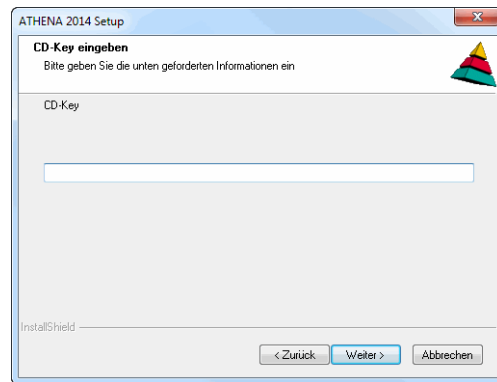 ATHENA 2014 Setup
CD-Key eingeben
Bitte geben Sie die unten geforderten Informationen ein
CD-Key
InstallShield
< Zurück Weiter > Abbrechen